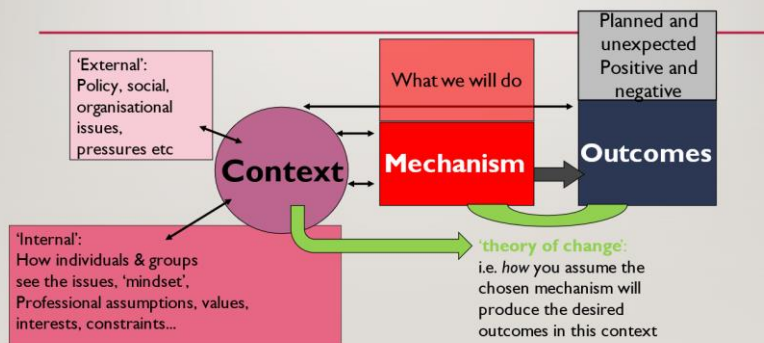 'External':
Policy, social,
organisational
issues,
pressures etc
What we will do
Planned and
unexpected
Positive and
negative
Context
Mechanism
Outcomes
'Internal':
How individuals & groups
see the issues, 'mindset',
Professional assumptions, values,
interests, constraints...
'theory of change':
i.e. how you assume the
chosen mechanism will
produce the desired
outcomes in this context